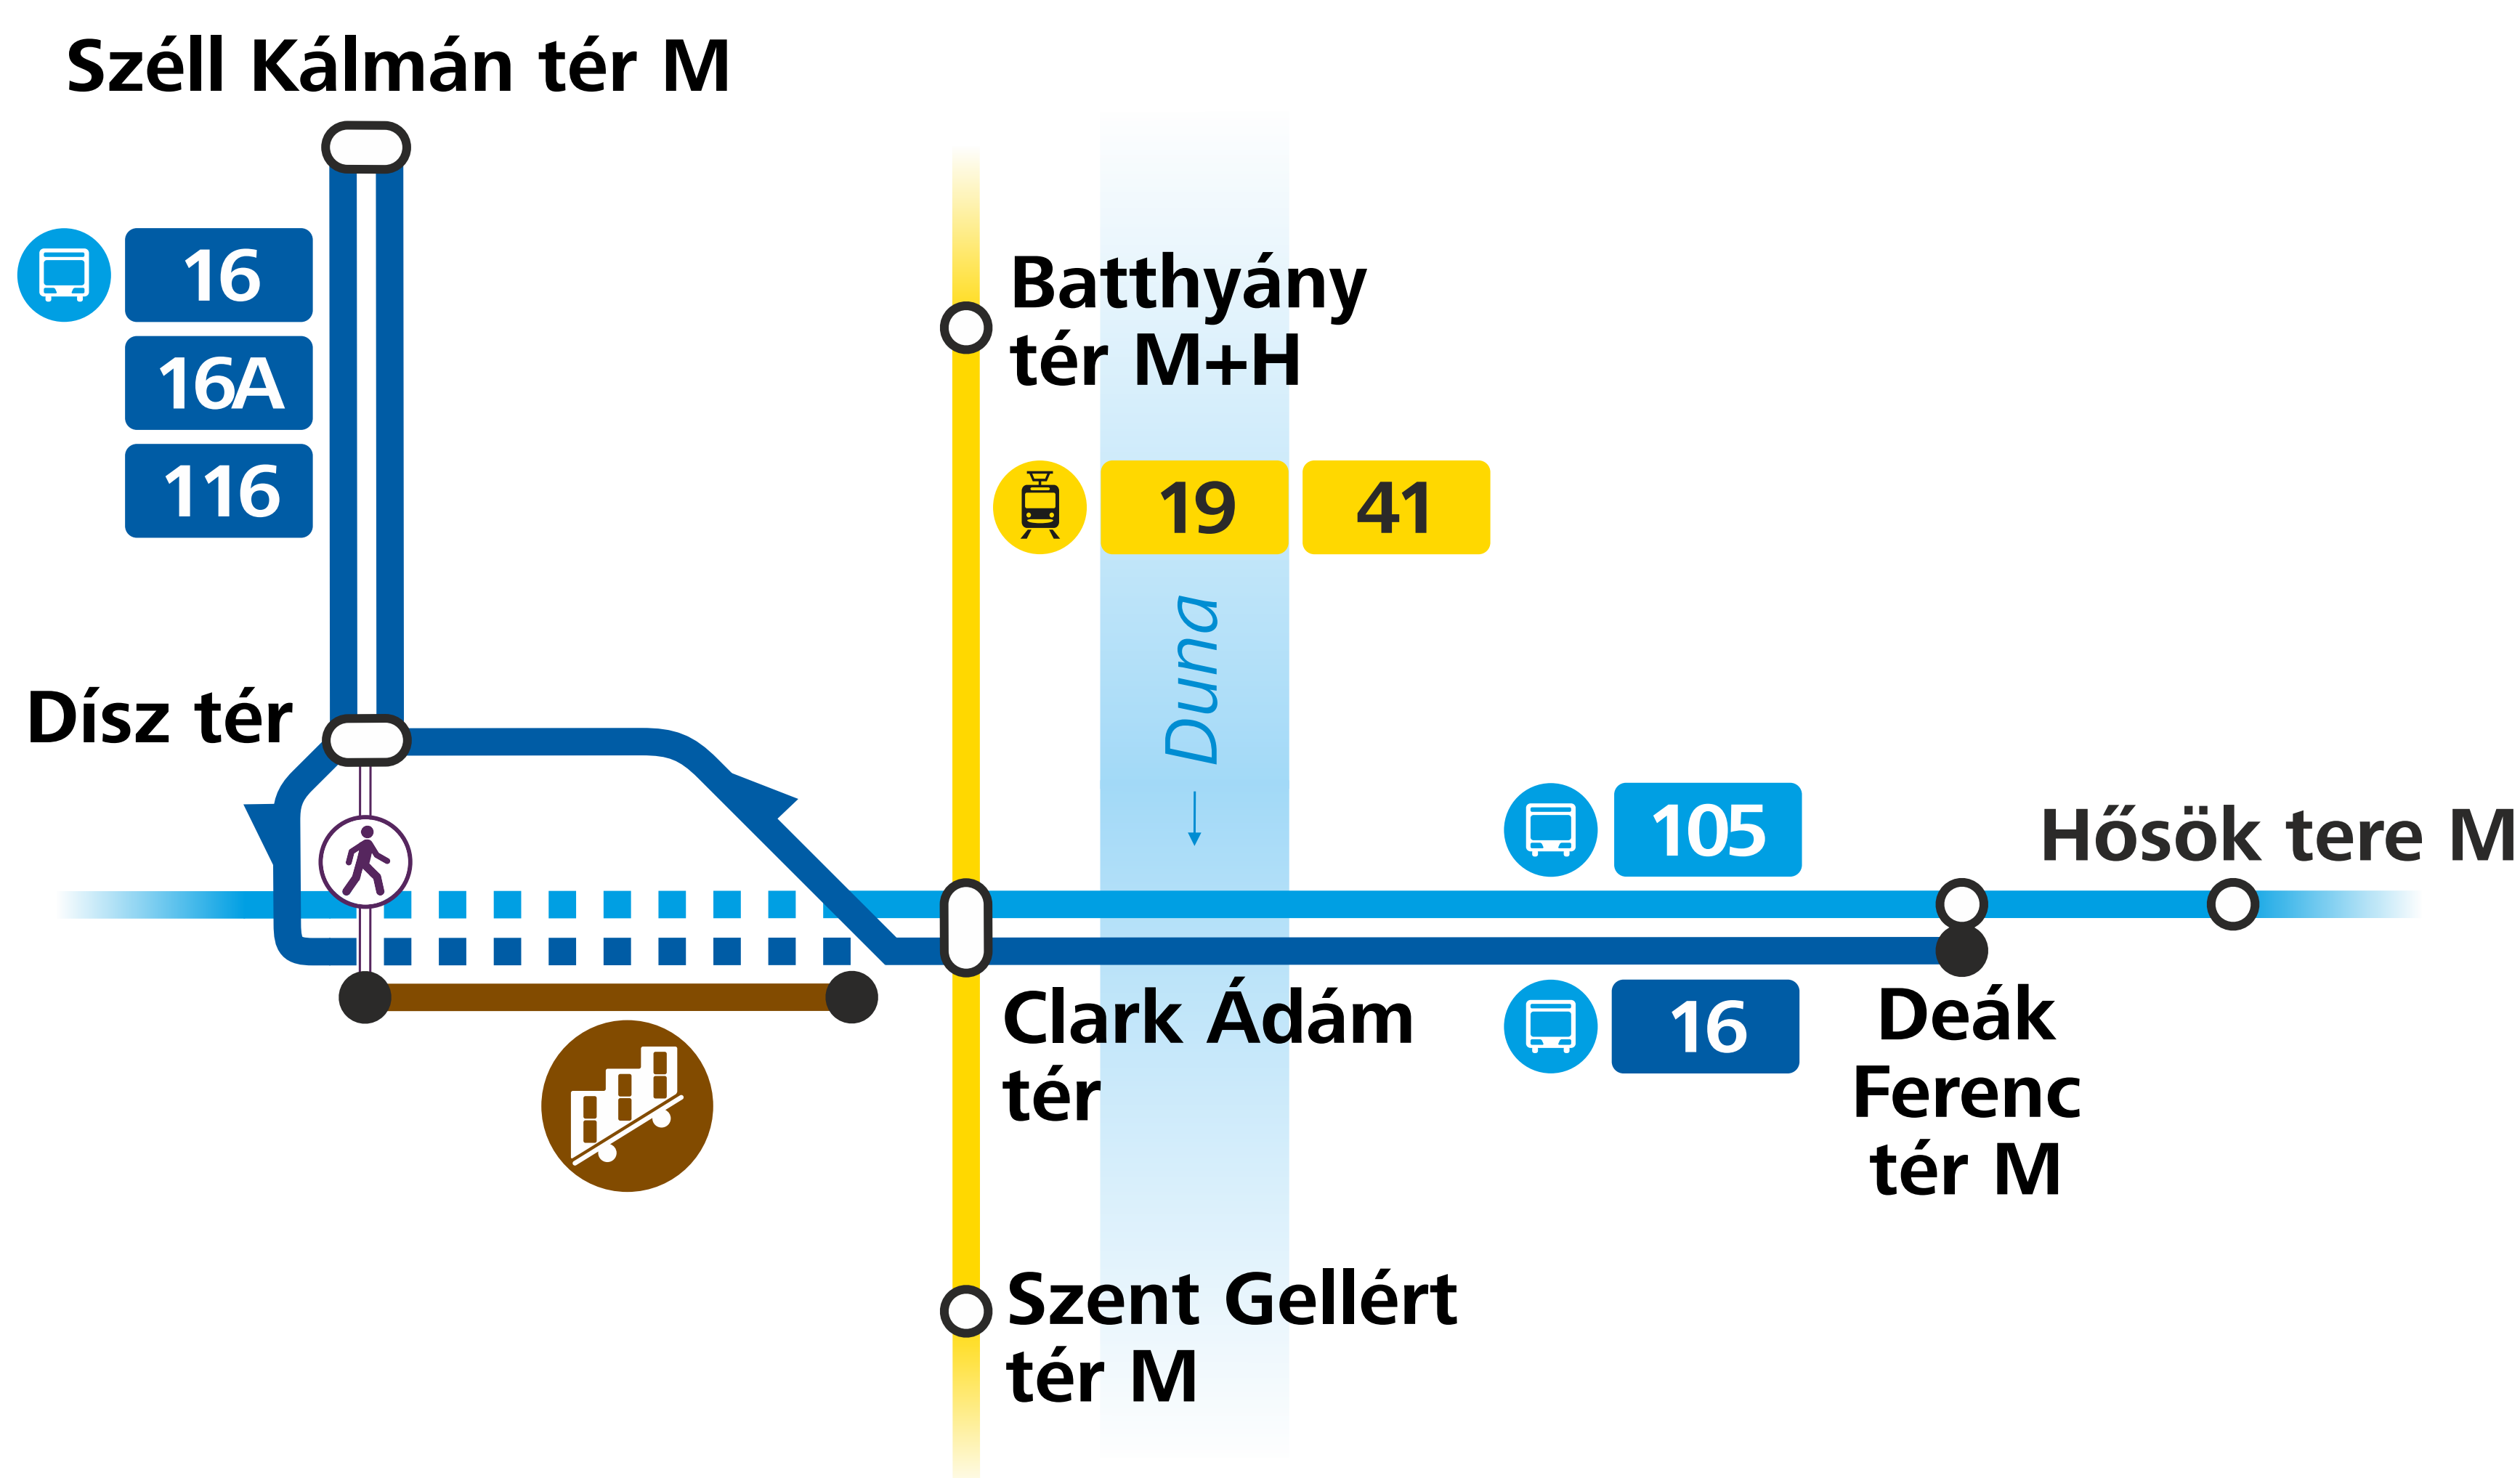 Széll Kálmán tér M
16
16A
116
Batthyány
tér M+H
19
41
Duna
Dísz tér
105
Hősök tere M
Clark Ádám
tér
16
Deák
Ferenc
tér M
Szent Gellért
tér M